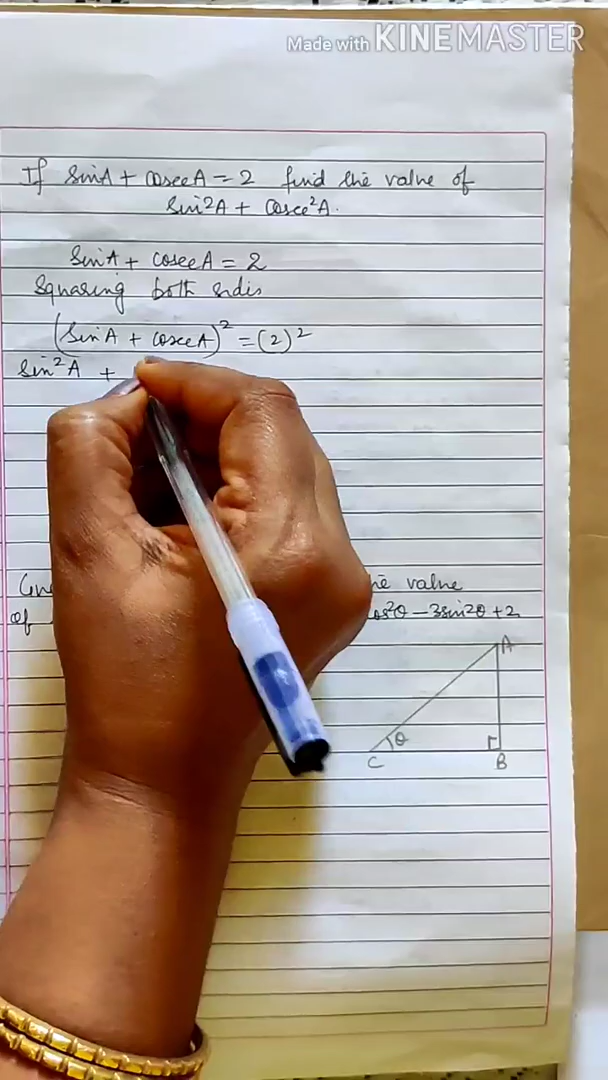 Made with KINEMASTER
If sinA + cosecA = 2 find the value of
sin²A + cosec²A.
sinA + cosecA = 2
Squaring both sides
(sinA + cosecA)² = (2)²
sin²A +
the value
of cos²θ - 3sin²θ + 2
A
θ
C B